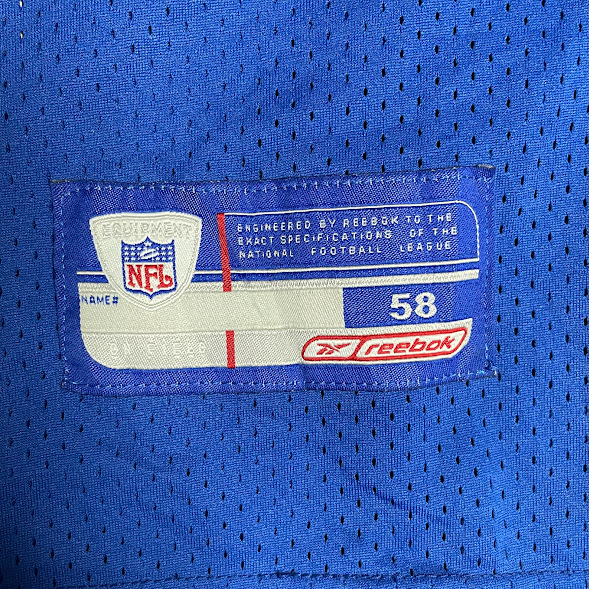 EQUIPMENT
NFL
ENGINEERED BY REEBOK TO THE
EXACT SPECIFICATIONS OF THE
NATIONAL FOOTBALL LEAGUE
NAME#
58
reebok